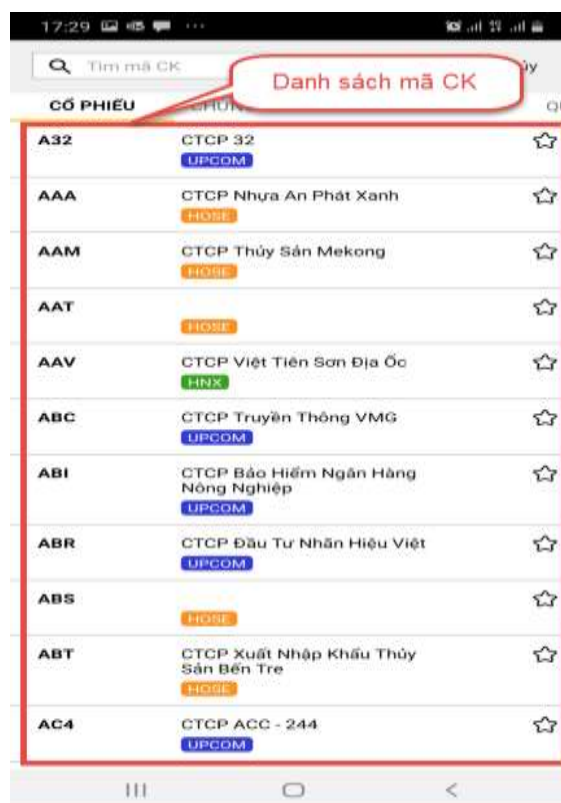 17:29
Tìm mã CK
Danh sách mã CK
CỔ PHIẾU
A32
CTCP 32
UPCOM
AAA
CTCP Nhựa An Phát Xanh
HOSE
AAM
CTCP Thủy Sản Mekong
HOSE
AAT
HOSE
AAV
CTCP Việt Tiên Sơn Địa Ốc
HNX
ABC
CTCP Truyền Thông VMG
UPCOM
ABI
CTCP Bảo Hiểm Ngân Hàng
Nông Nghiệp
UPCOM
ABR
CTCP Đầu Tư Nhãn Hiệu Việt
UPCOM
ABS
HOSE
ABT
CTCP Xuất Nhập Khẩu Thủy
Sản Bến Tre
HOSE
AC4
CTCP ACC - 244
UPCOM